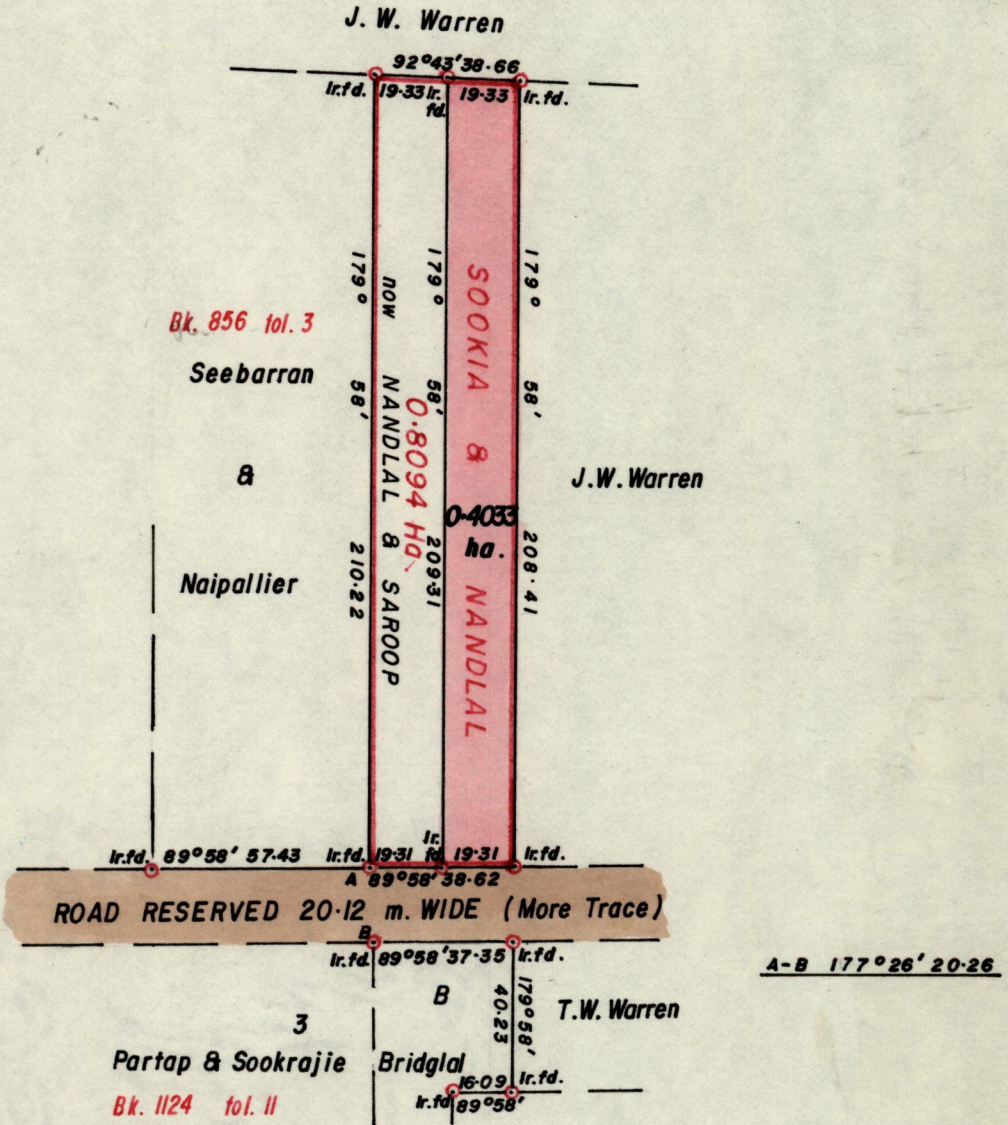 J. W. Warren
92°43' 38·66
Ir.fd. 19·33 Ir. fd. 19·33 Ir. fd.
179° 58' 210·22
now NANDLAL & SAROOP
0·8094 Ha.
179° 58' 209·31
SOOKIA & NANDLAL
0·4033
ha.
179° 58' 208·41
Bk. 856 fol. 3
Seebarran
&
Naipallier
J.W. Warren
Ir.fd. 89°58' 57·43 Ir.fd. 19·31 Ir. fd. 19·31 Ir. fd.
A 89°58' 38·62
ROAD RESERVED 20·12 m. WIDE (More Trace)
B
Ir.fd. 89°58' 37·35 Ir. fd.
A-B 177°26' 20·26
B
40·23
179°58'
T.W. Warren
3
Partap & Sookrajie
Bridglal
16·09 Ir. fd.
Bk. 1124 fol. 11
Ir.fd 89°58'